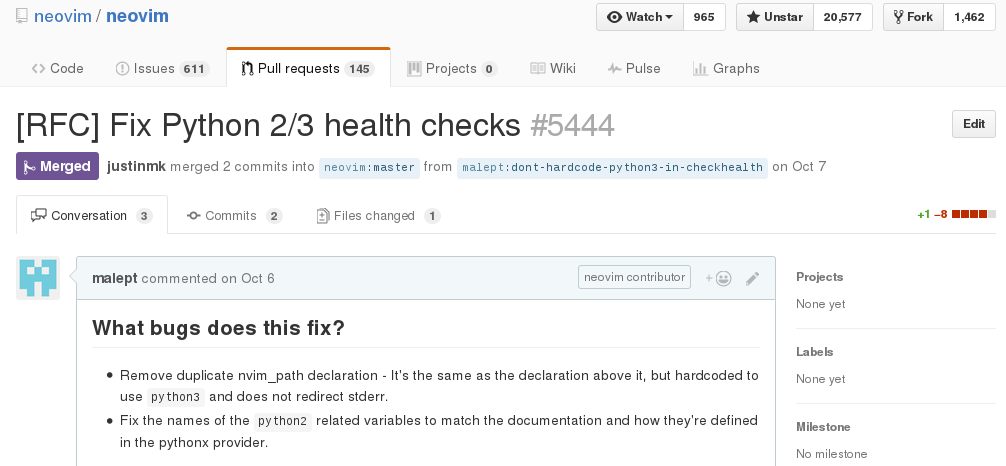 neovim / neovim
Watch 965
Unstar 20,577
Fork 1,462
Code
Issues 611
Pull requests 145
Projects 0
Wiki
Pulse
Graphs
[RFC] Fix Python 2/3 health checks #5444
Edit
Merged justinmk merged 2 commits into neovim:master from malept:dont-hardcode-python3-in-checkhealth on Oct 7
Conversation 3
Commits 2
Files changed 1
+1 −8
malept commented on Oct 6
neovim contributor
What bugs does this fix?
Remove duplicate nvim_path declaration - It's the same as the declaration above it, but hardcoded to
use python3 and does not redirect stderr.
Fix the names of the python2 related variables to match the documentation and how they're defined
in the pythonx provider.
Projects
None yet
Labels
None yet
Milestone
No milestone